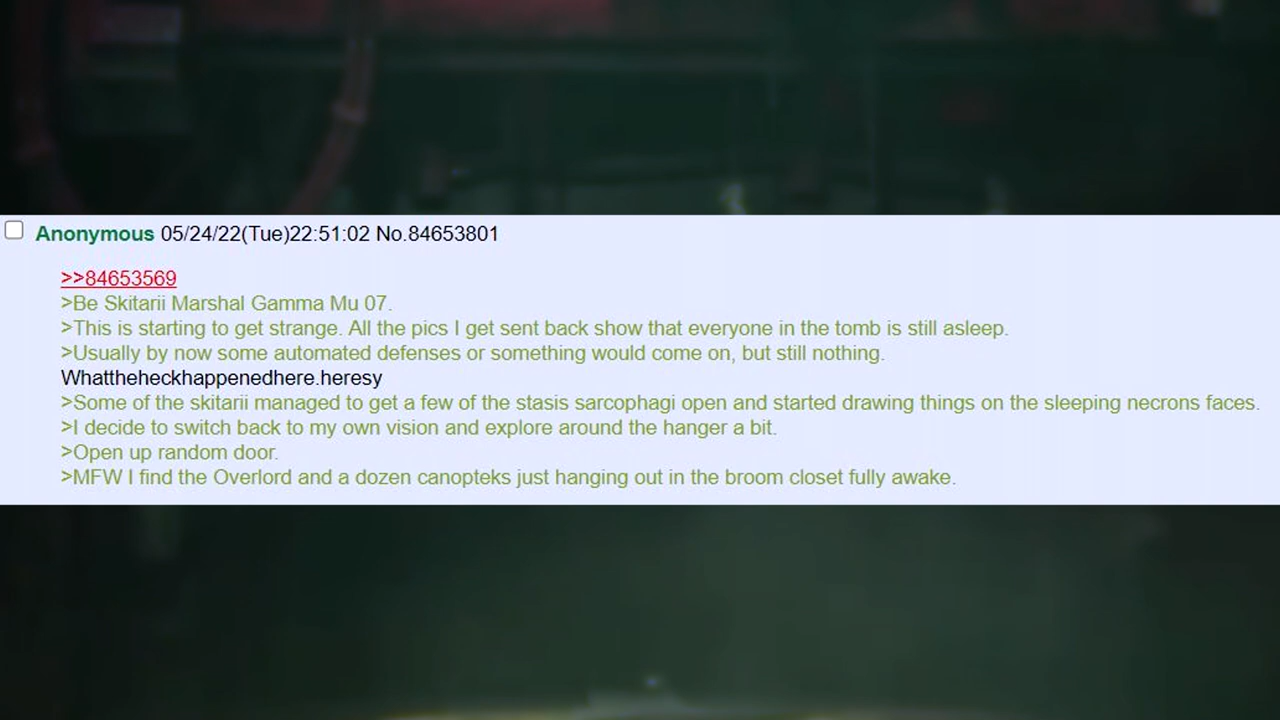 Anonymous 05/24/22(Tue)22:51:02 No.84653801
>>84653569
>Be Skitarii Marshal Gamma Mu 07.
>This is starting to get strange. All the pics I get sent back show that everyone in the tomb is still asleep.
>Usually by now some automated defenses or something would come on, but still nothing.
Whattheheckhappenedhere.heresy
>Some of the skitarii managed to get a few of the stasis sarcophagi open and started drawing things on the sleeping necrons faces.
>I decide to switch back to my own vision and explore around the hanger a bit.
>Open up random door.
>MFW I find the Overlord and a dozen canopteks just hanging out in the broom closet fully awake.